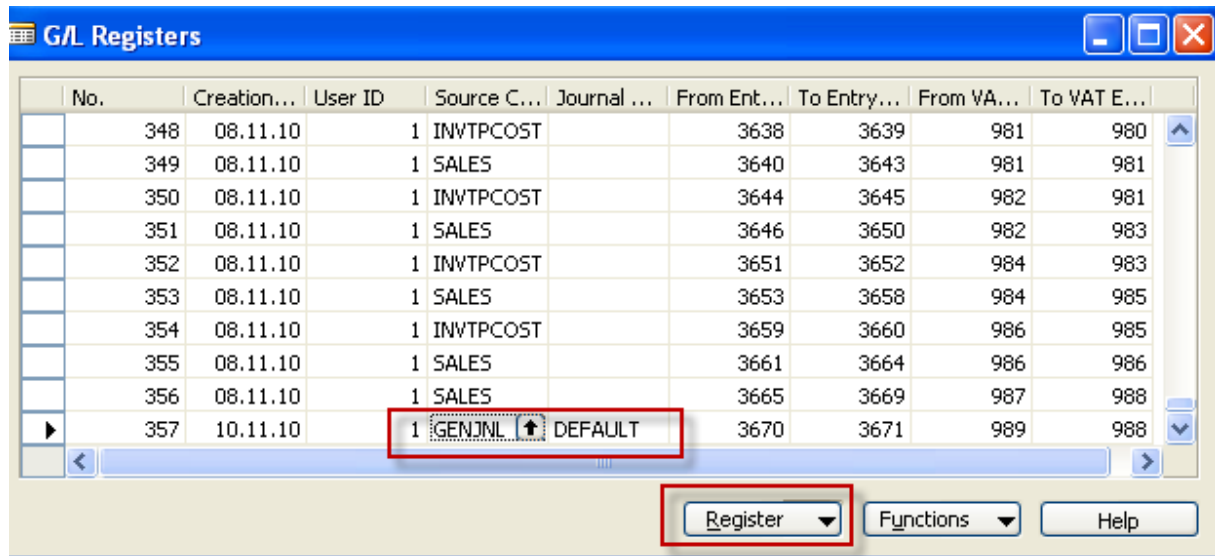 G/L Registers
No. Creation... User ID Source C... Journal ... From Ent... To Entry... From VA... To VAT E...
348 08.11.10 1 INVTPCOST 3638 3639 981 980
349 08.11.10 1 SALES 3640 3643 981 981
350 08.11.10 1 INVTPCOST 3644 3645 982 981
351 08.11.10 1 SALES 3646 3650 982 983
352 08.11.10 1 INVTPCOST 3651 3652 984 983
353 08.11.10 1 SALES 3653 3658 984 985
354 08.11.10 1 INVTPCOST 3659 3660 986 985
355 08.11.10 1 SALES 3661 3664 986 986
356 08.11.10 1 SALES 3665 3669 987 988
357 10.11.10 1 GENJNL DEFAULT 3670 3671 989 988
Register Functions Help